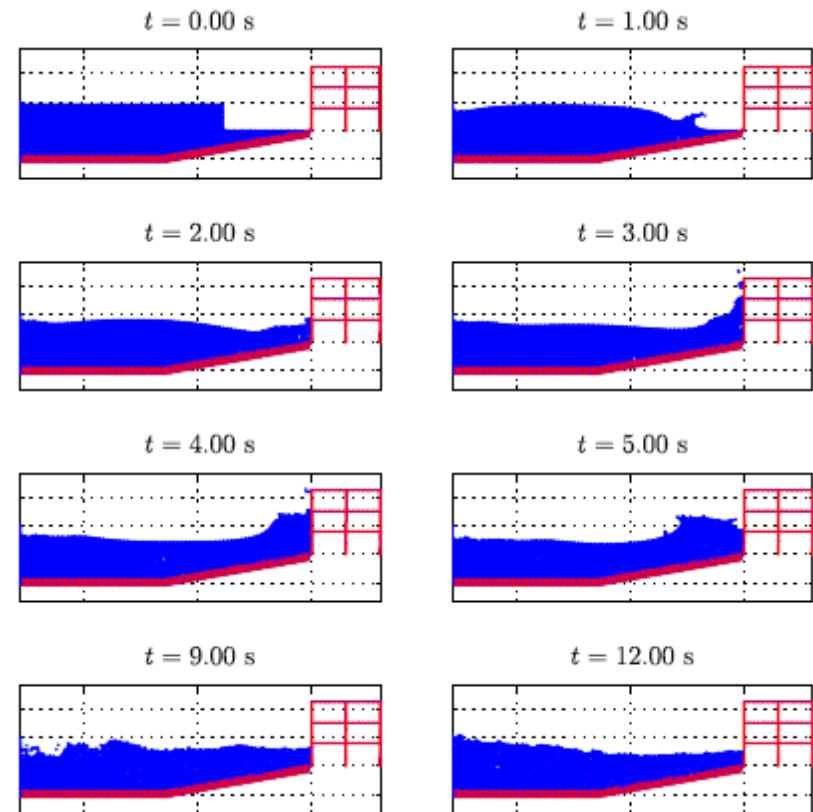 t = 0.00 s
t = 1.00 s
t = 2.00 s
t = 3.00 s
t = 4.00 s
t = 5.00 s
t = 9.00 s
t = 12.00 s